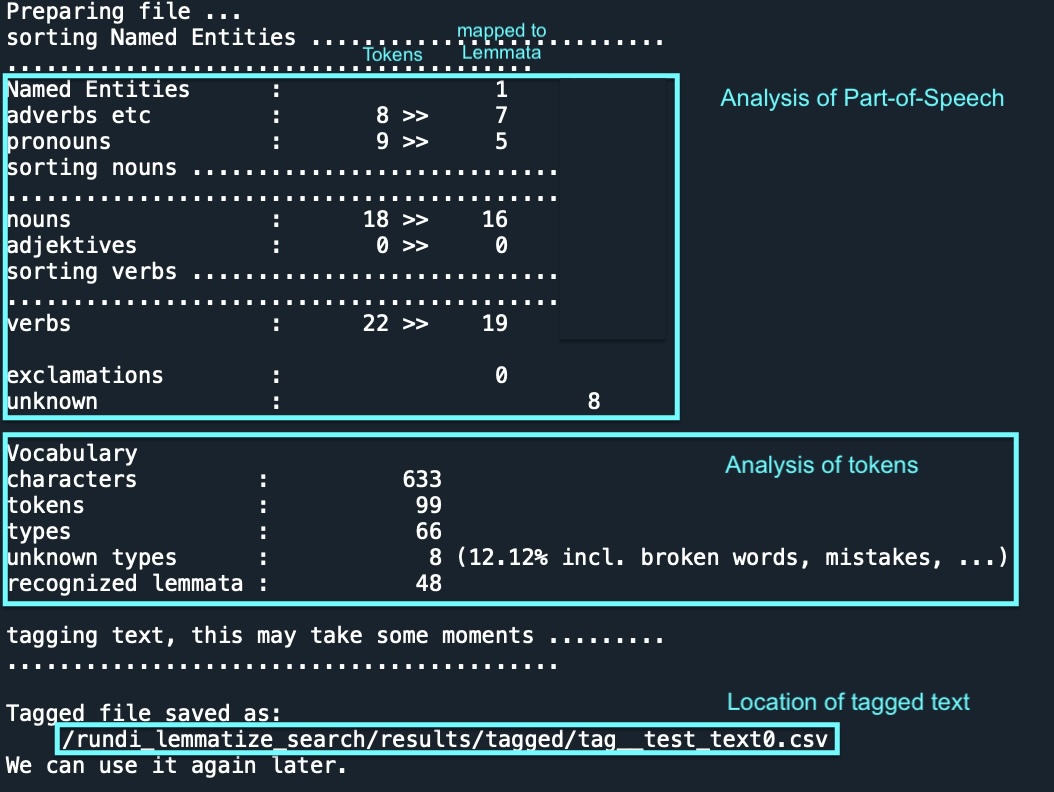 Preparing file ...
sorting Named Entities ...........................
........................................
Tokens
mapped to
Lemmata
Named Entities : 1
Analysis of Part-of-Speech
adverbs etc : 8 >> 7
pronouns : 9 >> 5
sorting nouns ............................
..........................................
nouns : 18 >> 16
adjektives : 0 >> 0
sorting verbs ............................
..........................................
verbs : 22 >> 19
exclamations : 0
unknown : 8
Vocabulary
Analysis of tokens
characters : 633
tokens : 99
types : 66
unknown types : 8 (12.12% incl. broken words, mistakes, ...)
recognized lemmata : 48
tagging text, this may take some moments .........
..........................................
Location of tagged text
Tagged file saved as:
/rundi_lemmatize_search/results/tagged/tag__test_text0.csv
We can use it again later.